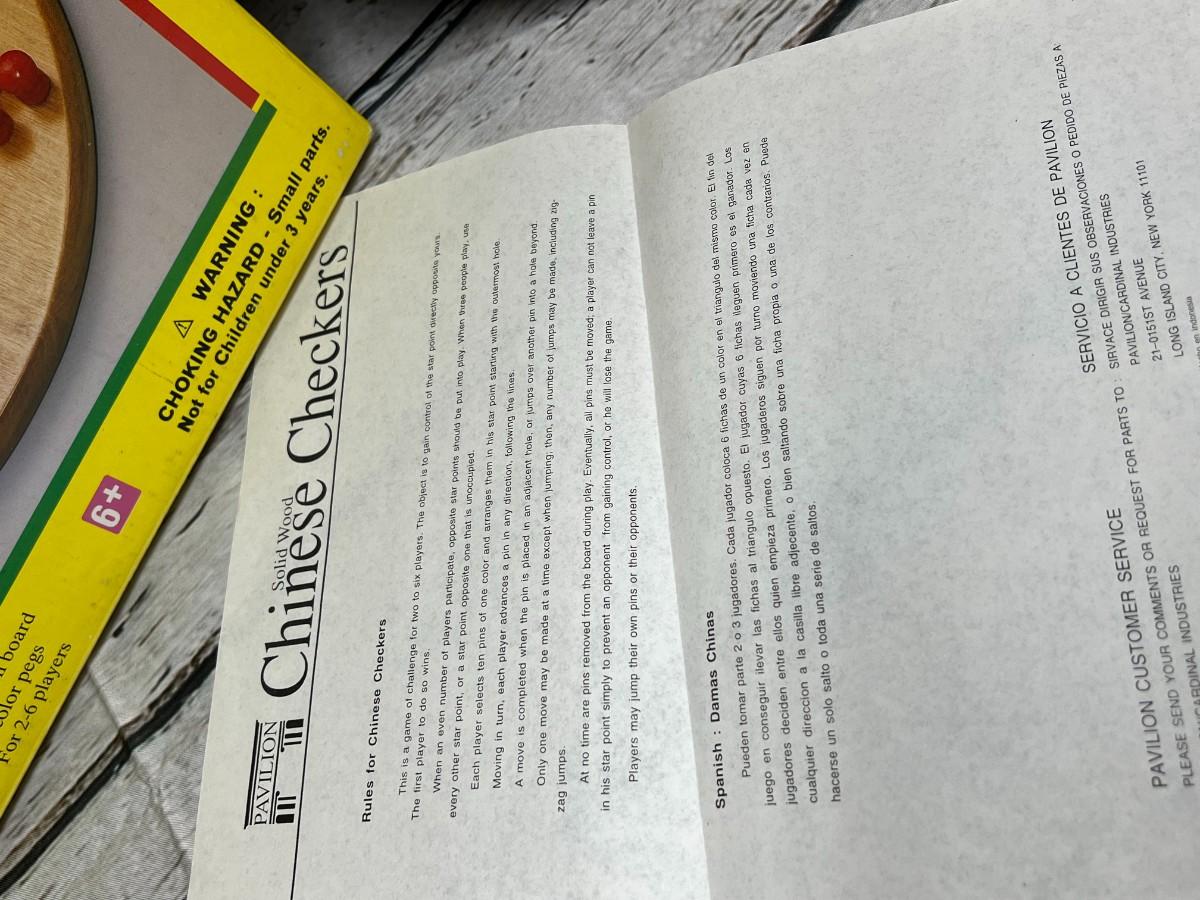 ⚠ WARNING :
CHOKING HAZARD - Small parts.
Not for Children under 3 years.
6+
board
color pegs
For 2-6 players
PAVILION
Solid Wood
Chinese Checkers
Rules for Chinese Checkers
This is a game of challenge for two to six players. The object is to gain control of the star point directly opposite yours.
The first player to do so wins.
When an even number of players participate, opposite star points should be put into play. When three people play, use
every other star point, or a star point opposite one that is unoccupied.
Each player selects ten pins of one color and arranges them in his star point starting with the outermost hole.
Moving in turn, each player advances a pin in any direction, following the lines.
A move is completed when the pin is placed in an adjacent hole, or jumps over another pin into a hole beyond.
Only one move may be made at a time except when jumping; then, any number of jumps may be made, including zig-
zag jumps.
At no time are pins removed from the board during play. Eventually, all pins must be moved; a player can not leave a pin
in his star point simply to prevent an opponent from gaining control, or he will lose the game.
Players may jump their own pins or their opponents.
Spanish : Damas Chinas
Pueden tomar parte 2 o 3 jugadores. Cada jugador coloca 6 fichas de un color en el triangulo del mismo color. El fin del
juego en conseguir ilevar las fichas al triangulo opuesto. El jugador cuyas 6 fichas ileguen primero es el ganador. Los
jugadores deciden entre ellos quien empieza primero. Los jugaderos siguen por turno moviendo una ficha cada vez en
cualquier direccion a la casilla libre adjecente, o bien saltando sobre una ficha propia o una de los contrarios. Puede
hacerse un solo salto o toda una serie de saltos.
PAVILION CUSTOMER SERVICE
PLEASE SEND YOUR COMMENTS OR REQUEST FOR PARTS TO :
CARDINAL INDUSTRIES
SERVICIO A CLIENTES DE PAVILION
SIRVACE DIRIGIR SUS OBSERVACIONES O PEDIDO DE PIEZAS A
PAVILION/CARDINAL INDUSTRIES
21-0151ST AVENUE
LONG ISLAND CITY, NEW YORK 11101
en Indonesia